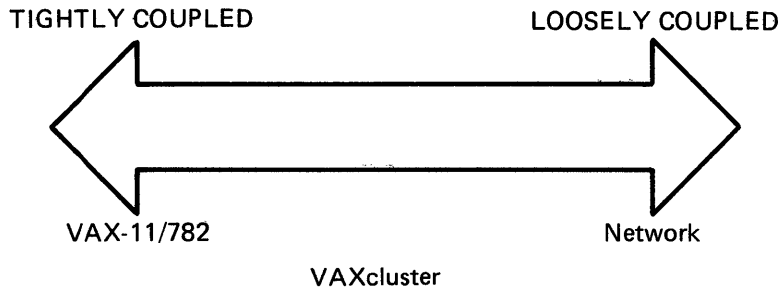 TIGHTLY COUPLED
LOOSELY COUPLED
VAX-11/782
Network
VAXcluster